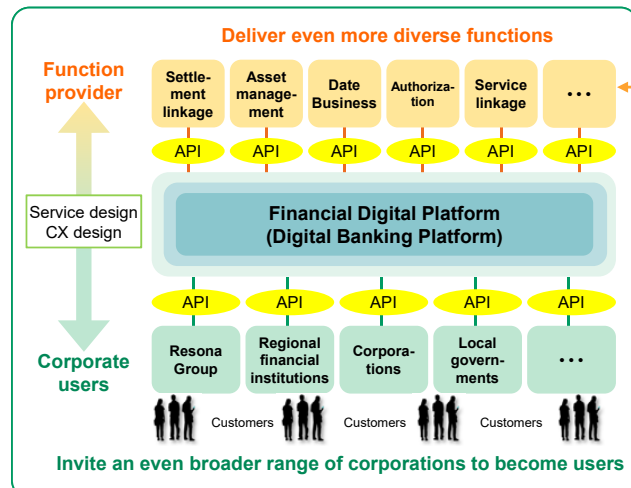 Deliver even more diverse functions
Function
provider
Settle-
ment
linkage
Asset
manage-
ment
Date
Business
Authoriza-
tion
Service
linkage
...
API
API
API
API
API
API
Service design
CX design
Financial Digital Platform
(Digital Banking Platform)
API
API
API
API
API
Corporate
users
Resona
Group
Regional
financial
institutions
Corpora-
tions
Local
govern-
ments
...
Customers
Customers
Customers
Invite an even broader range of corporations to become users